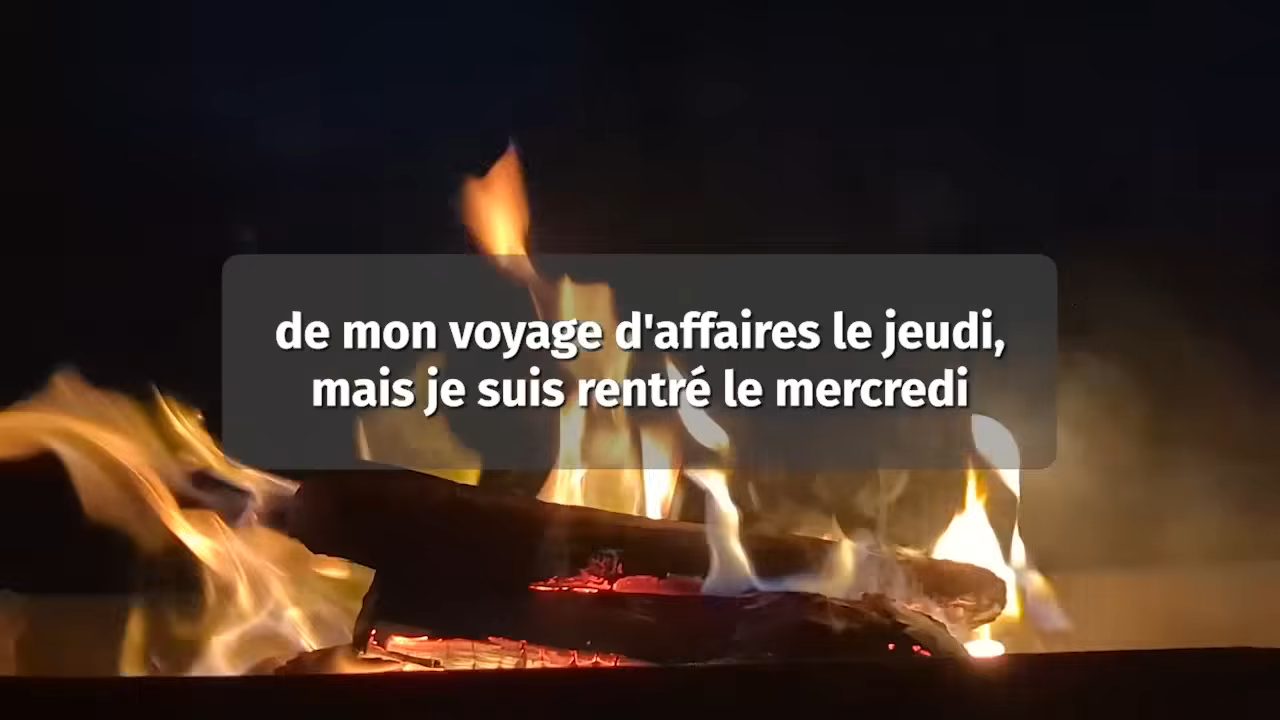 de mon voyage d'affaires le jeudi,
mais je suis rentré le mercredi